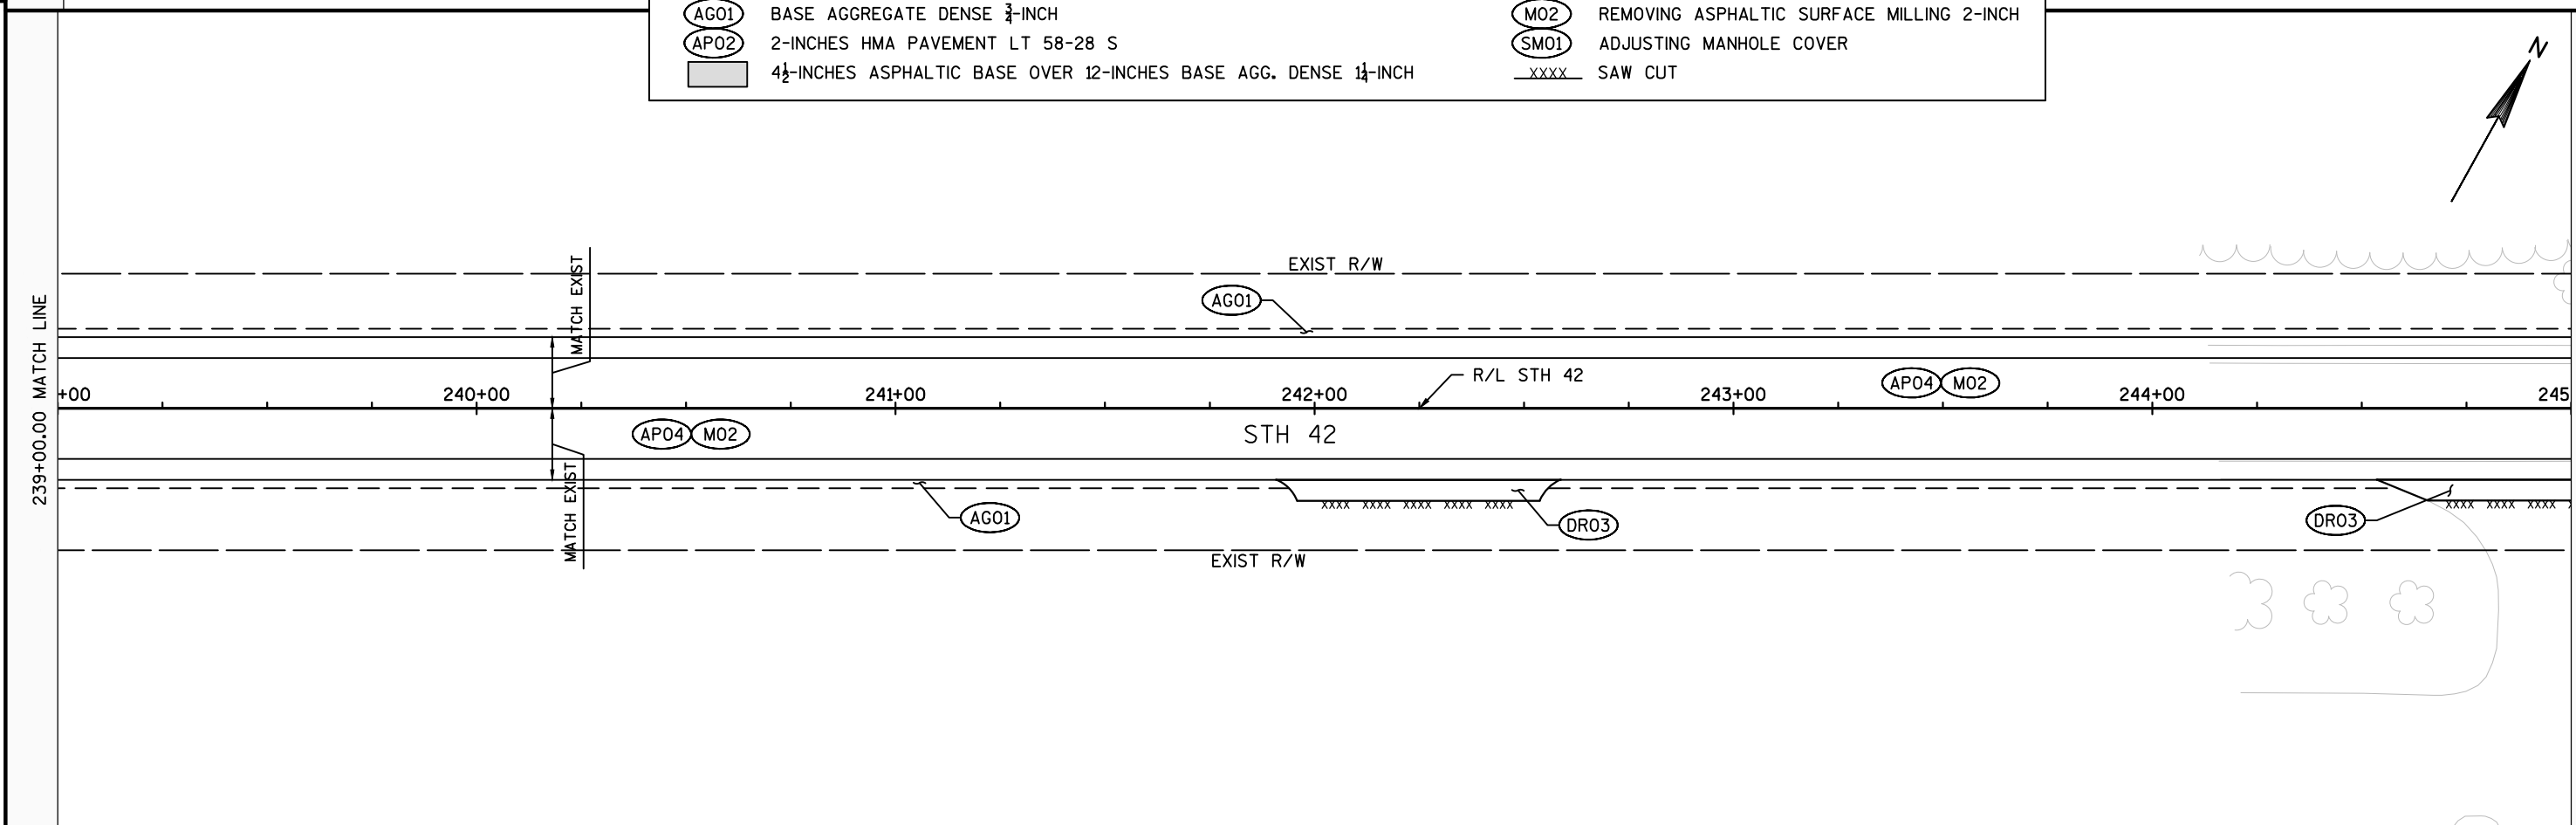 AG01 BASE AGGREGATE DENSE 3/4-INCH
AP02 2-INCHES HMA PAVEMENT LT 58-28 S
4 1/2-INCHES ASPHALTIC BASE OVER 12-INCHES BASE AGG. DENSE 1 1/4-INCH
M02 REMOVING ASPHALTIC SURFACE MILLING 2-INCH
SM01 ADJUSTING MANHOLE COVER
XXXX SAW CUT
N
239+00.00 MATCH LINE
MATCH EXIST
EXIST R/W
AG01
R/L STH 42
AP04 M02
+00 240+00 241+00 242+00 243+00 244+00 245
AP04 M02
STH 42
MATCH EXIST
AG01
XXXX XXXX XXXX XXXX XXXX
DR03
DR03
XXXX XXXX XXXX
EXIST R/W